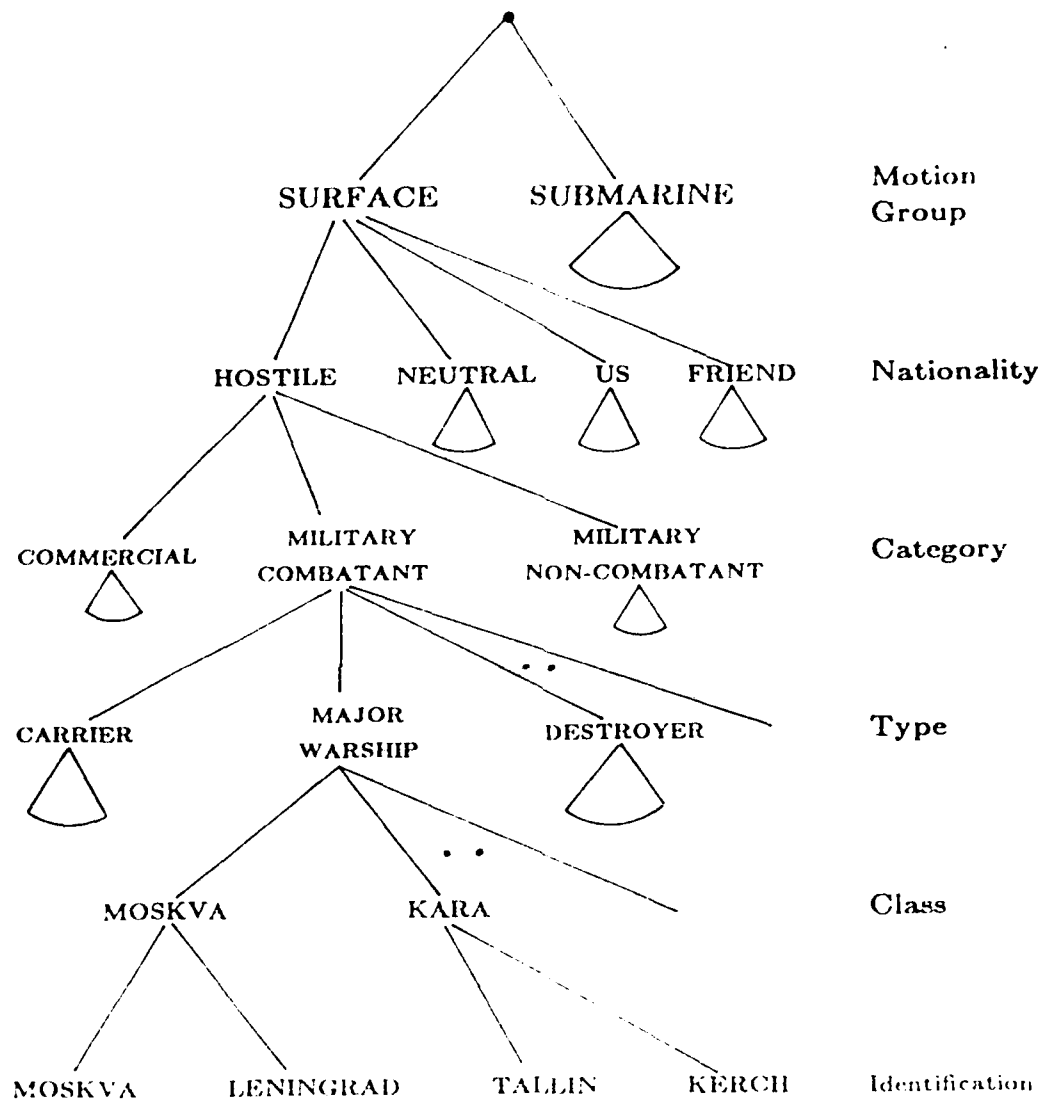 SURFACE SUBMARINE Motion
Group
HOSTILE NEUTRAL US FRIEND Nationality
COMMERCIAL MILITARY MILITARY Category
COMBATANT NON-COMBATANT
CARRIER MAJOR DESTROYER Type
WARSHIP
MOSKVA KARA Class
MOSKVA LENINGRAD TALLIN KERCH Identification